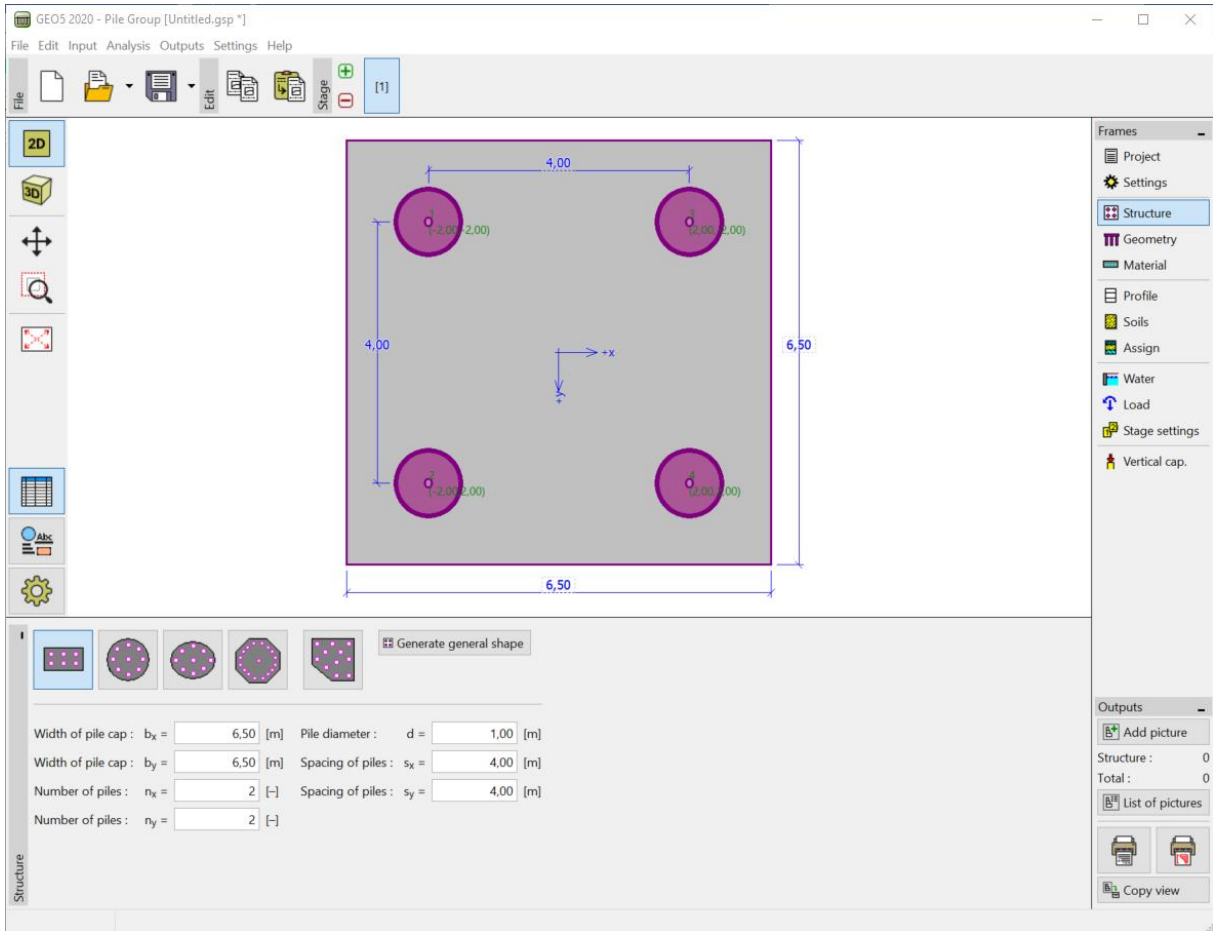 GEO5 2020 - Pile Group [Untitled.gsp *]
File Edit Input Analysis Outputs Settings Help
File
Edit
Stage
[1]
2D
3D
Abc
4,00
4,00
6,50
6,50
(-2,00
-2,00)
(2,00
2,00)
2
(-2,00
2,00)
4
(2,00
,00)
+x
+y
Frames
Project
Settings
Structure
Geometry
Material
Profile
Soils
Assign
Water
Load
Stage settings
Vertical cap.
Generate general shape
Width of pile cap : bx = 6,50 [m] Pile diameter : d = 1,00 [m]
Width of pile cap : by = 6,50 [m] Spacing of piles : sx = 4,00 [m]
Number of piles : nx = 2 [–] Spacing of piles : sy = 4,00 [m]
Number of piles : ny = 2 [–]
Structure
Outputs
Add picture
Structure : 0
Total : 0
List of pictures
Copy view